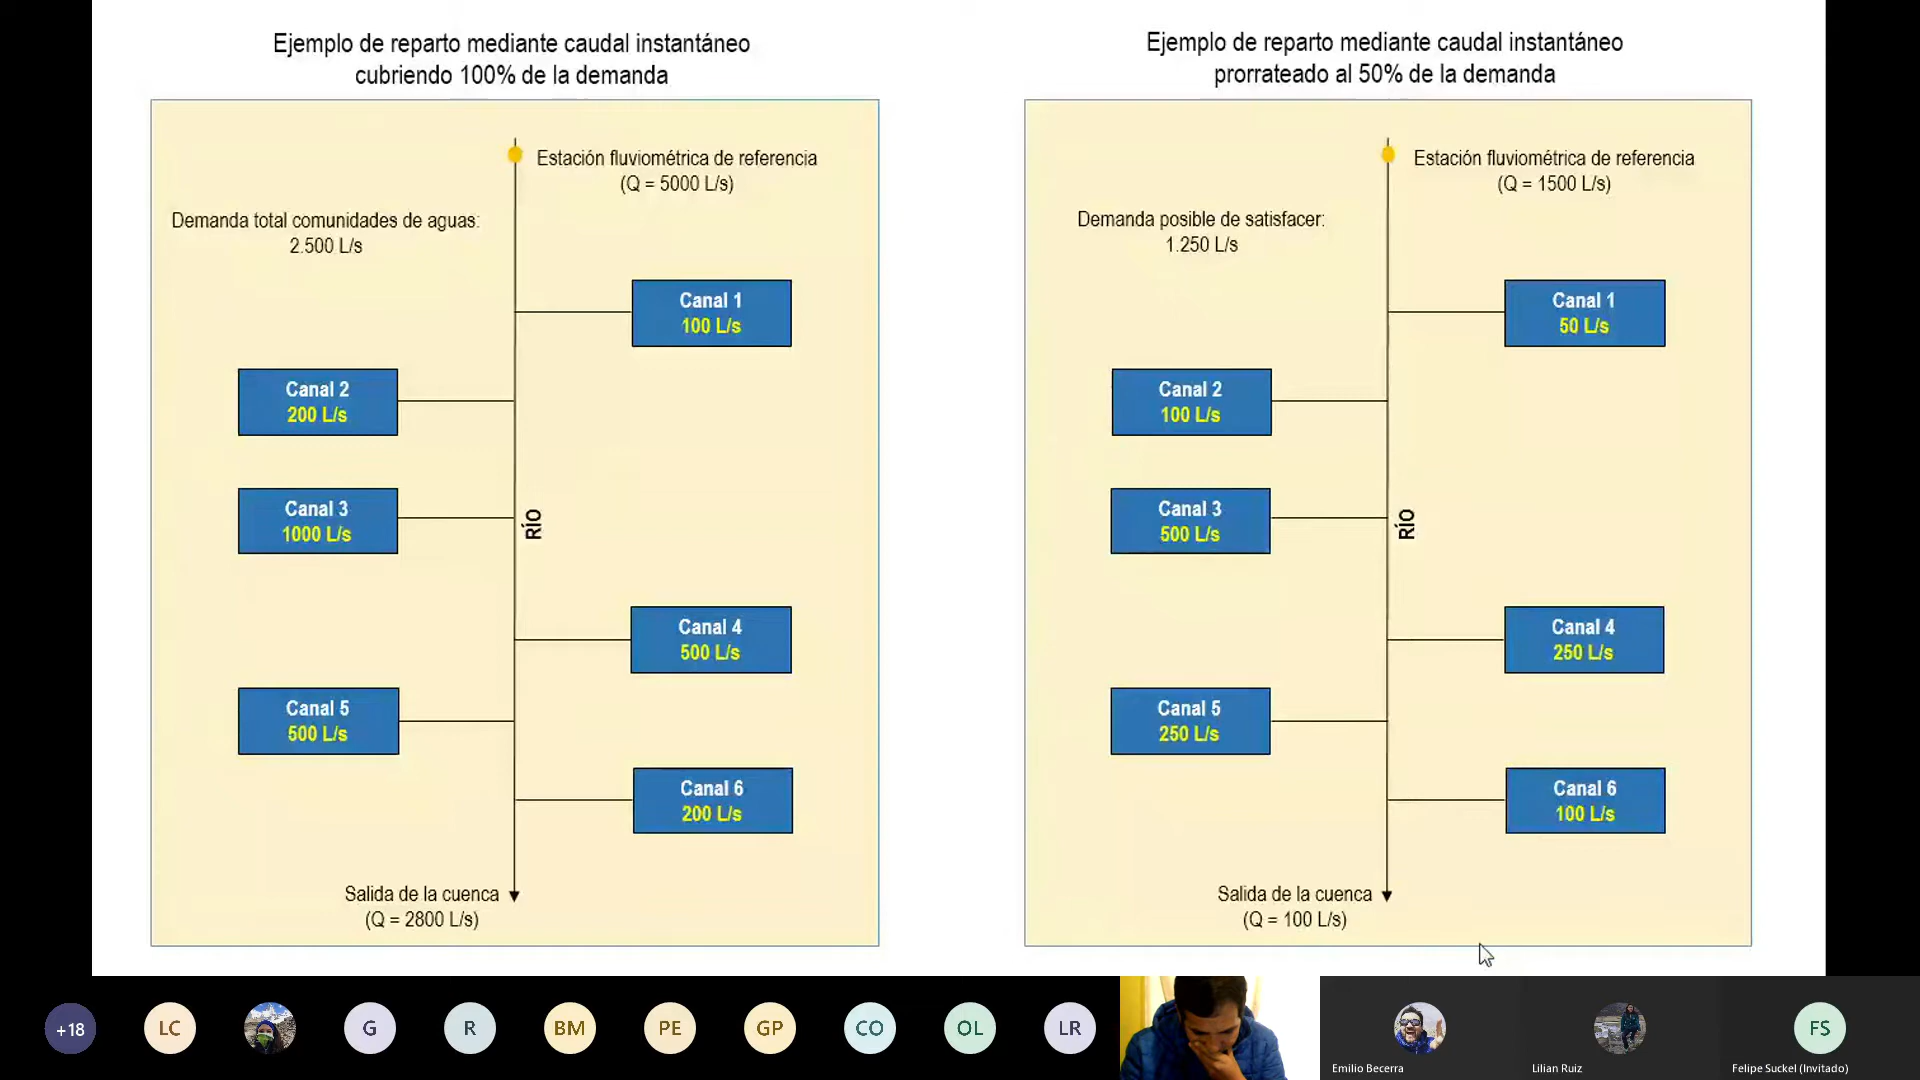 Ejemplo de reparto mediante caudal instantáneo
cubriendo 100% de la demanda
Estación fluviométrica de referencia
(Q = 5000 L/s)
Demanda total comunidades de aguas:
2.500 L/s
Canal 1
100 L/s
Canal 2
200 L/s
Canal 3
1000 L/s
RÍO
Canal 4
500 L/s
Canal 5
500 L/s
Canal 6
200 L/s
Salida de la cuenca
(Q = 2800 L/s)
Ejemplo de reparto mediante caudal instantáneo
prorrateado al 50% de la demanda
Estación fluviométrica de referencia
(Q = 1500 L/s)
Demanda posible de satisfacer:
1.250 L/s
Canal 1
50 L/s
Canal 2
100 L/s
Canal 3
500 L/s
RÍO
Canal 4
250 L/s
Canal 5
250 L/s
Canal 6
100 L/s
Salida de la cuenca
(Q = 100 L/s)
+18
LC
G
R
BM
PE
GP
CO
OL
LR
Emilio Becerra
Lilian Ruiz
FS
Felipe Suckel (Invitado)